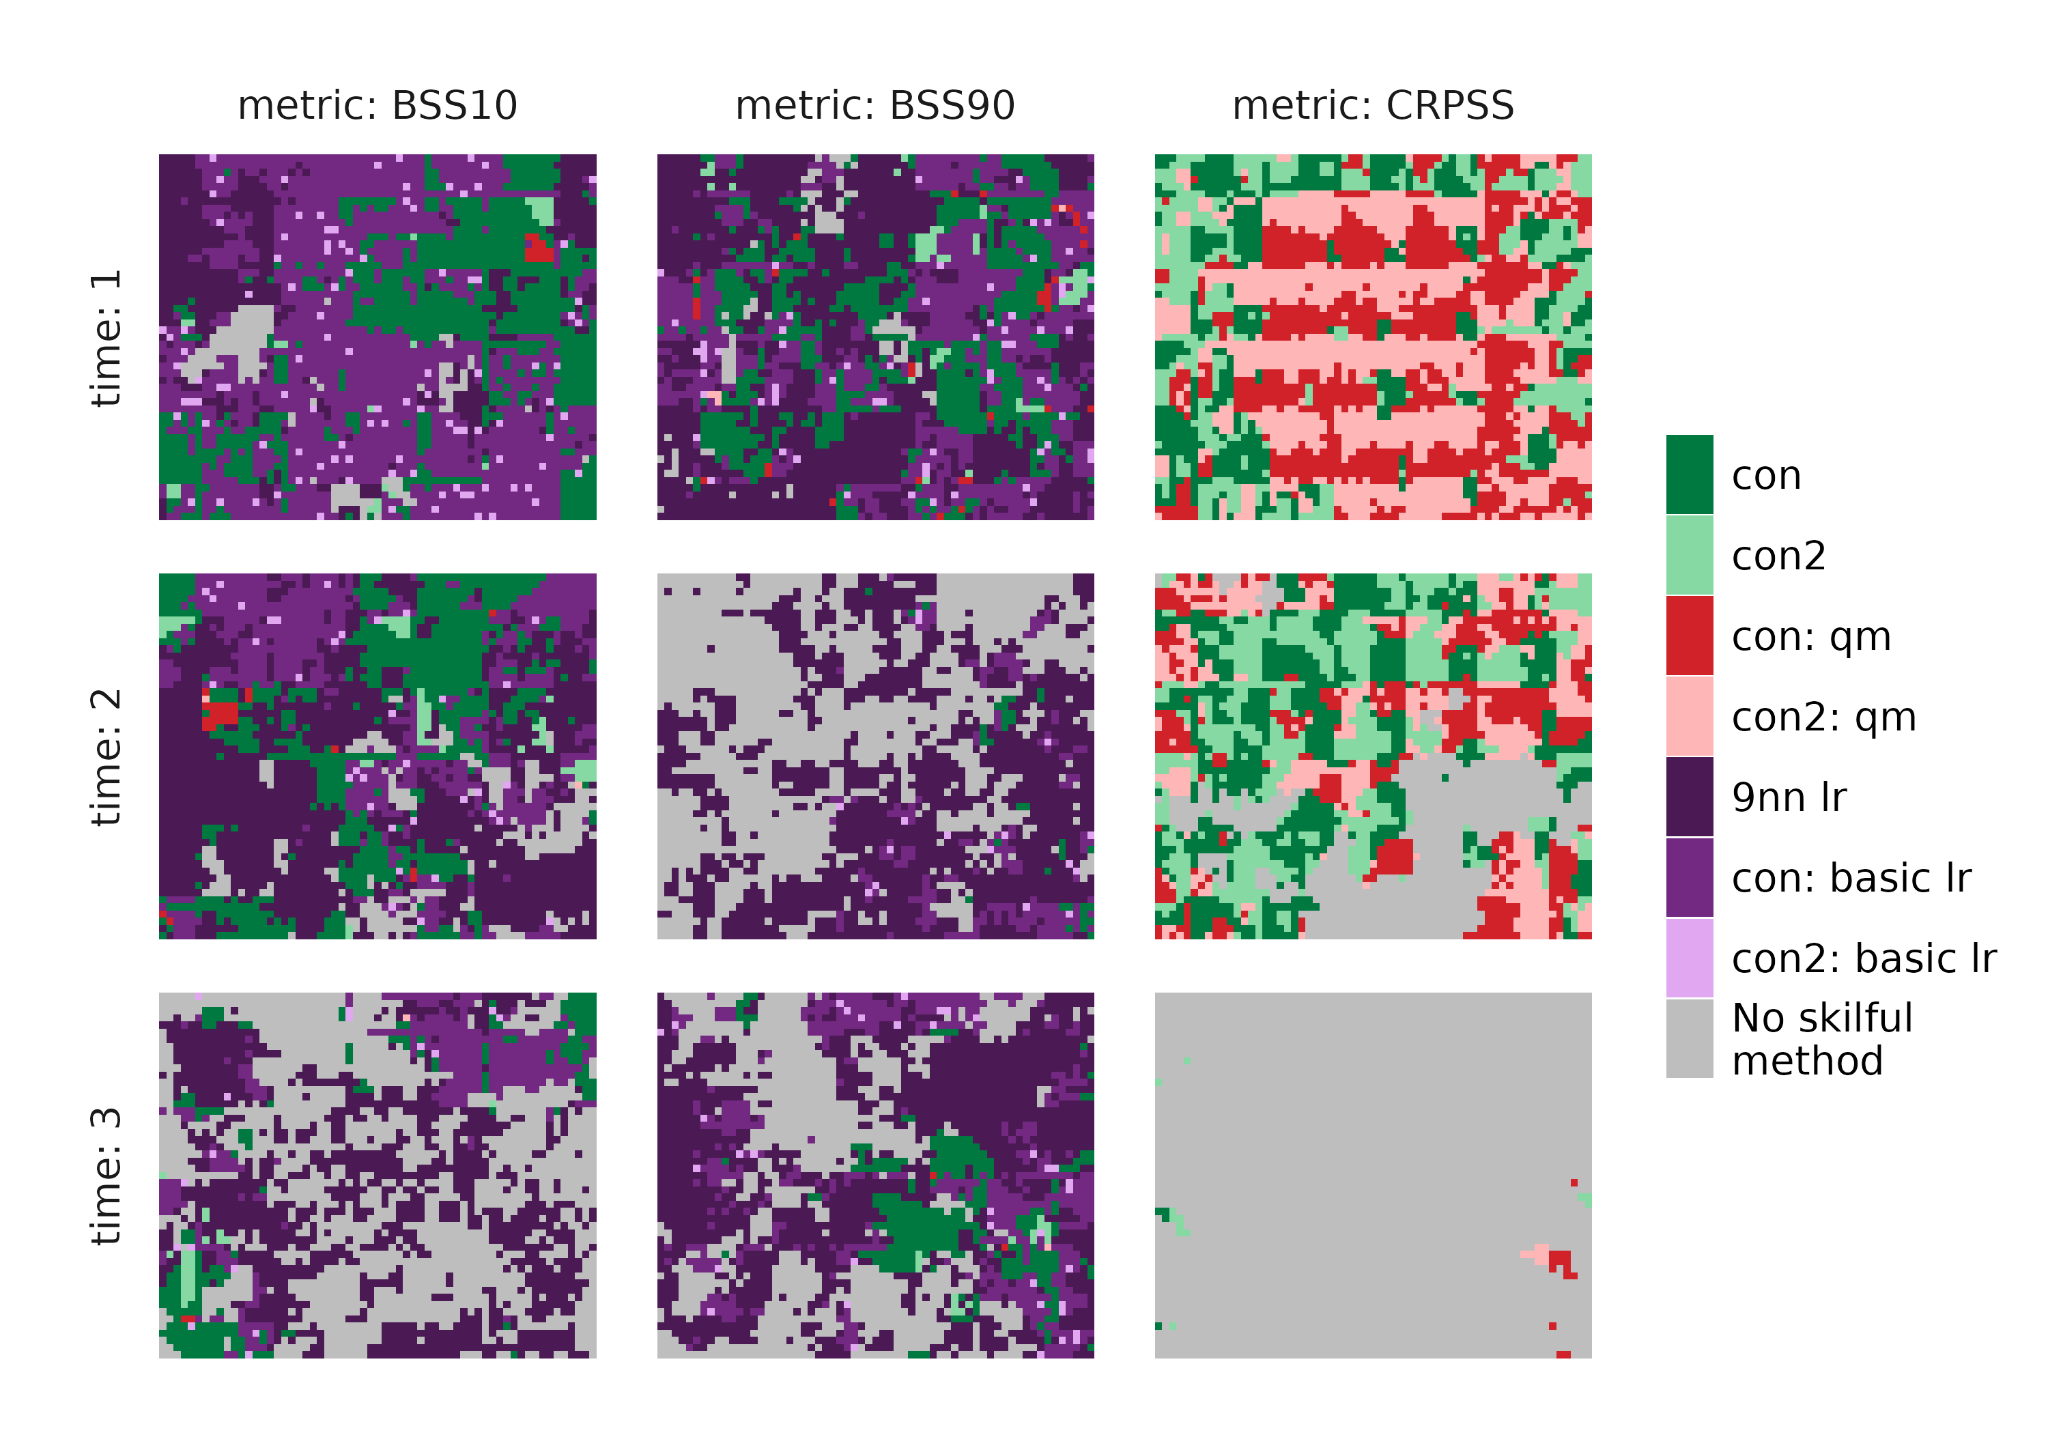 metric: BSS10
metric: BSS90
metric: CRPSS
time: 1
time: 2
time: 3
con
con2
con: qm
con2: qm
9nn lr
con: basic lr
con2: basic lr
No skilful
method